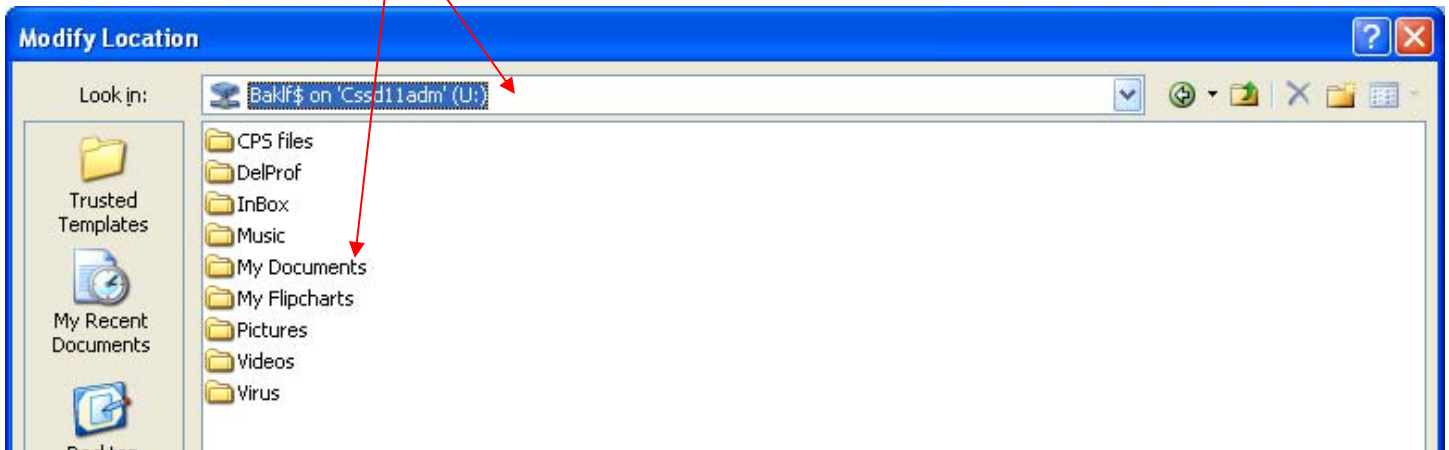 Modify Location
Look in:
Baklf$ on 'Cssd11adm' (U:)
Trusted
Templates
My Recent
Documents
CPS files
DelProf
InBox
Music
My Documents
My Flipcharts
Pictures
Videos
Virus